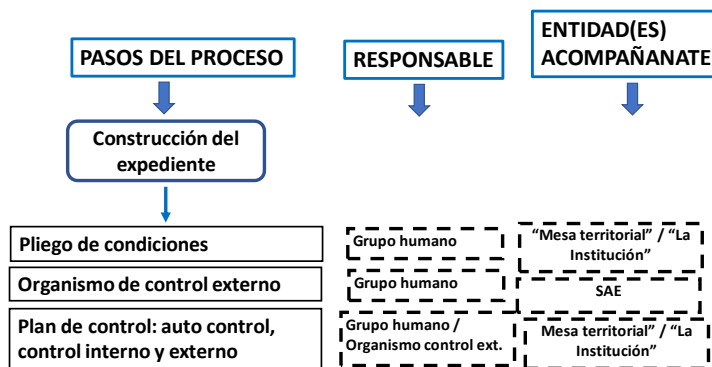 PASOS DEL PROCESO
RESPONSABLE
ENTIDAD(ES)
ACOMPAÑANATE
Construcción del
expediente
Pliego de condiciones
Grupo humano
“Mesa territorial” / “La
Institución”
Organismo de control externo
Grupo humano
SAE
Plan de control: auto control,
control interno y externo
Grupo humano /
Organismo control ext.
Mesa territorial” / “La
Institución”